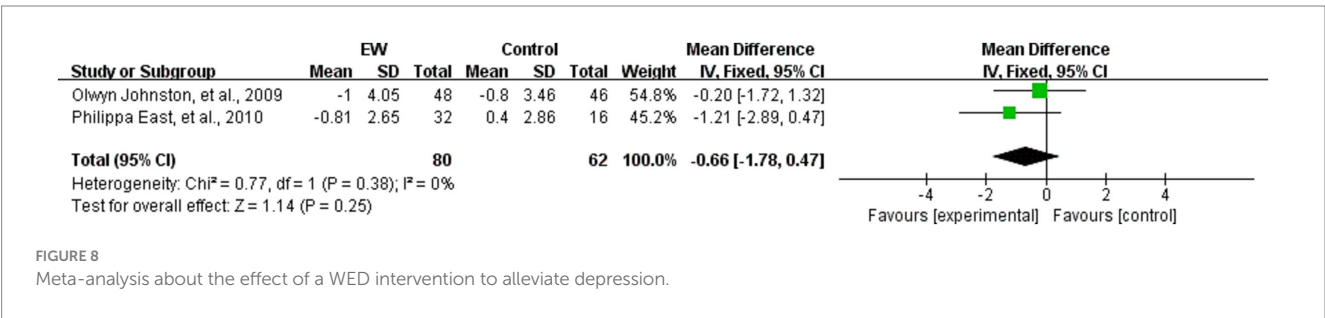 EW Control Mean Difference Mean Difference
Study or Subgroup Mean SD Total Mean SD Total Weight IV, Fixed, 95% CI IV, Fixed, 95% CI
Olwyn Johnston, et al., 2009 -1 4.05 48 -0.8 3.46 46 54.8% -0.20 [-1.72, 1.32]
Philippa East, et al., 2010 -0.81 2.65 32 0.4 2.86 16 45.2% -1.21 [-2.89, 0.47]
Total (95% CI) 80 62 100.0% -0.66 [-1.78, 0.47]
Heterogeneity: Chi² = 0.77, df = 1 (P = 0.38); I² = 0%
Test for overall effect: Z = 1.14 (P = 0.25)
-4 -2 0 2 4
Favours [experimental] Favours [control]
FIGURE 8
Meta-analysis about the effect of a WED intervention to alleviate depression.